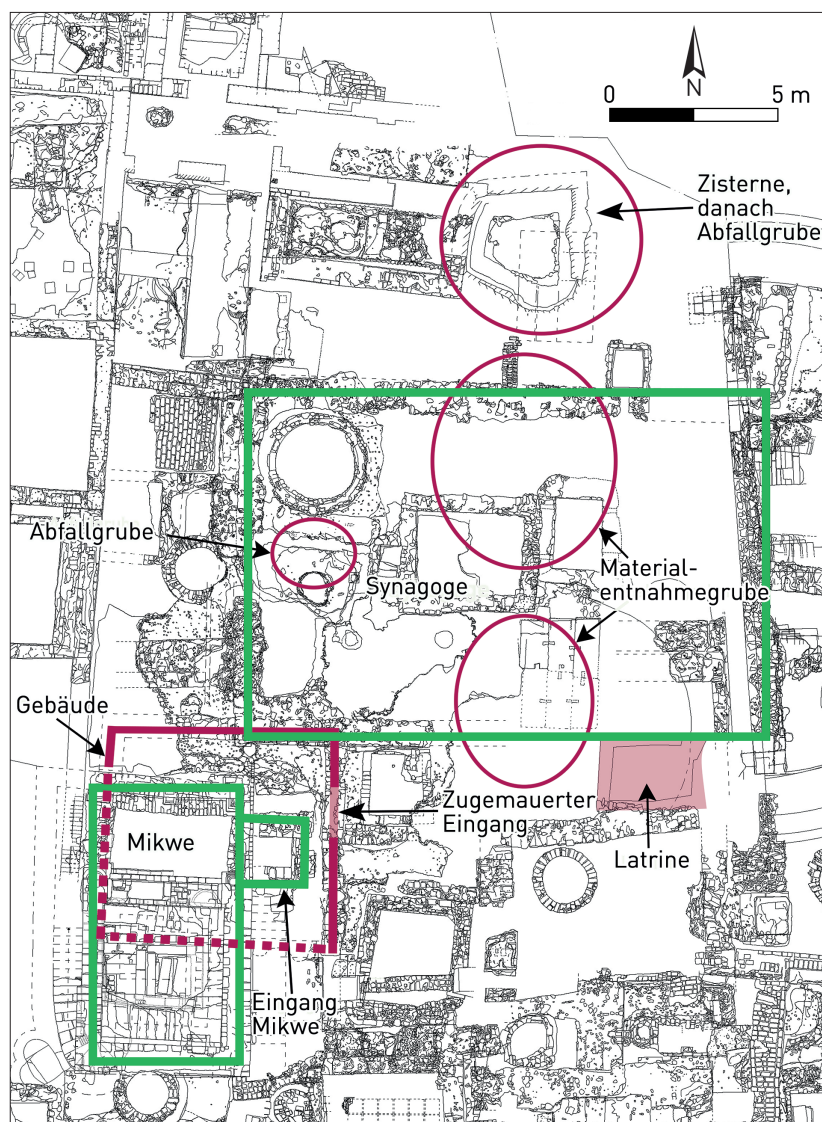 N
0 5 m
Zisterne,
danach
Abfallgrube
Abfallgrube
Synagoge
Material-
entnahmegrube
Gebäude
Zugemauerter
Eingang
Mikwe
Latrine
Eingang
Mikwe